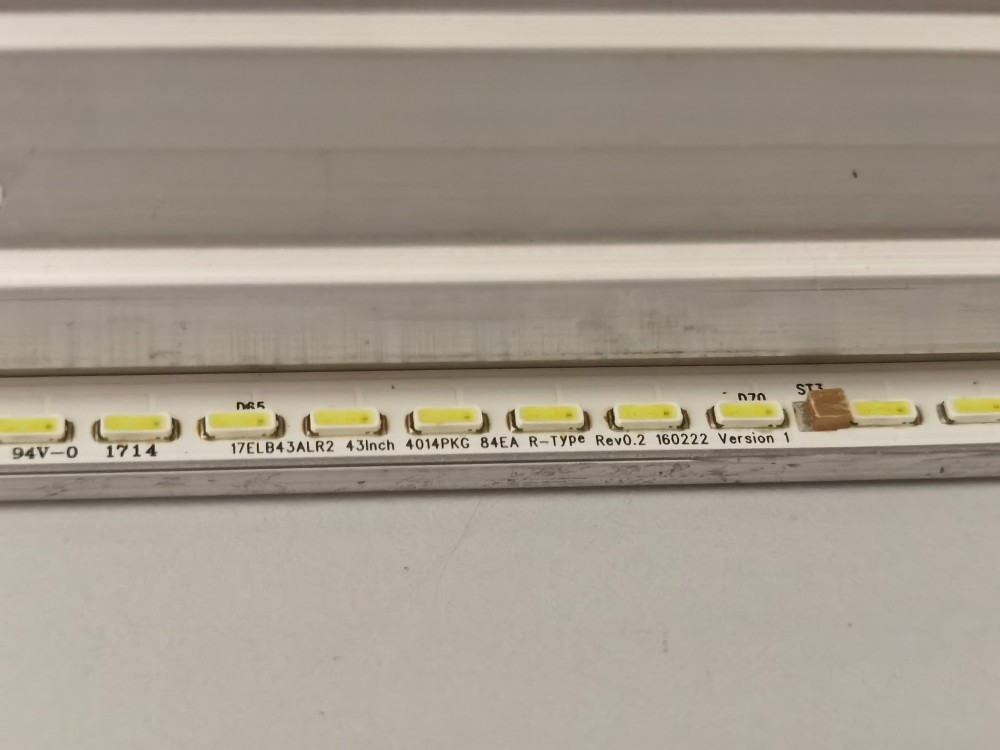 D65
D70
ST3
94V-0 1714
17ELB43ALR2 43Inch 4014PKG 84EA R-Type Rev0.2 160222 Version 1